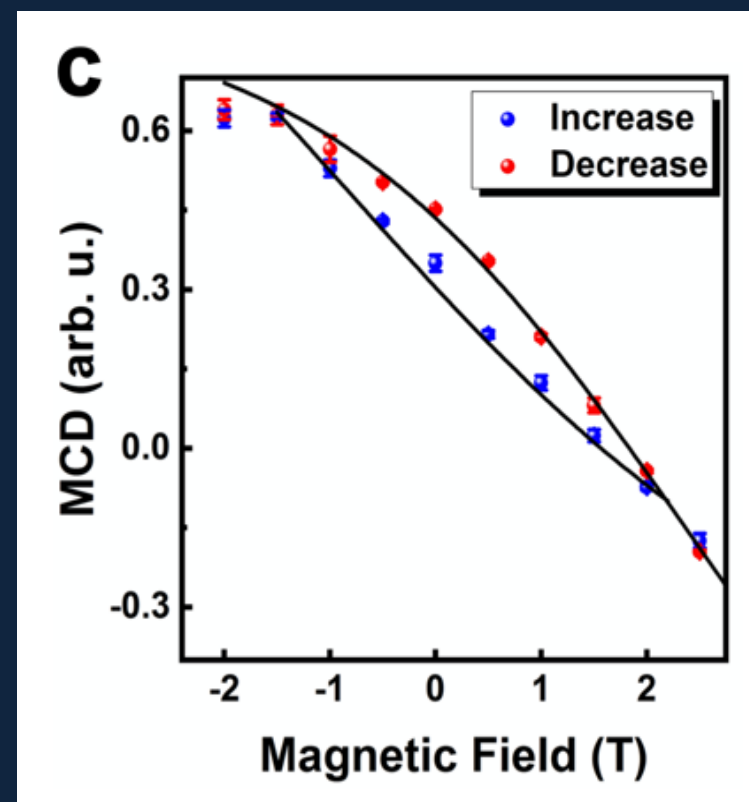 C
Increase
Decrease
0.6
0.3
0.0
-0.3
MCD (arb. u.)
-2 -1 0 1 2
Magnetic Field (T)